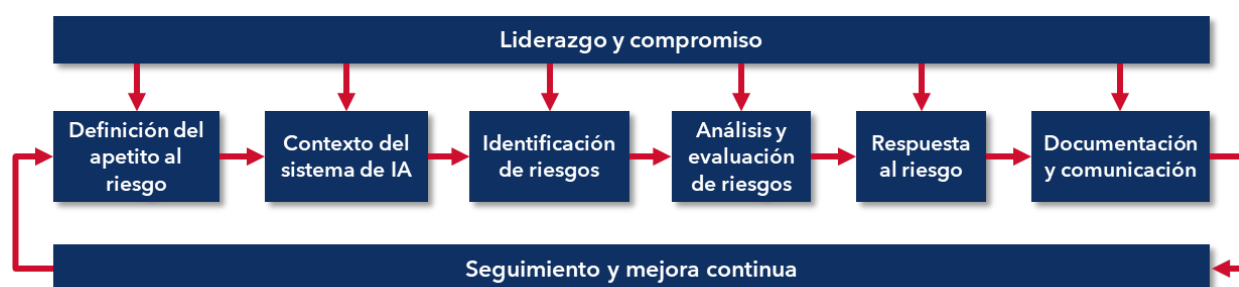 Liderazgo y compromiso
Definición del
apetito al
riesgo
Contexto del
sistema de IA
Identificación
de riesgos
Análisis y
evaluación
de riesgos
Respuesta
al riesgo
Documentación
y comunicación
Seguimiento y mejora continua